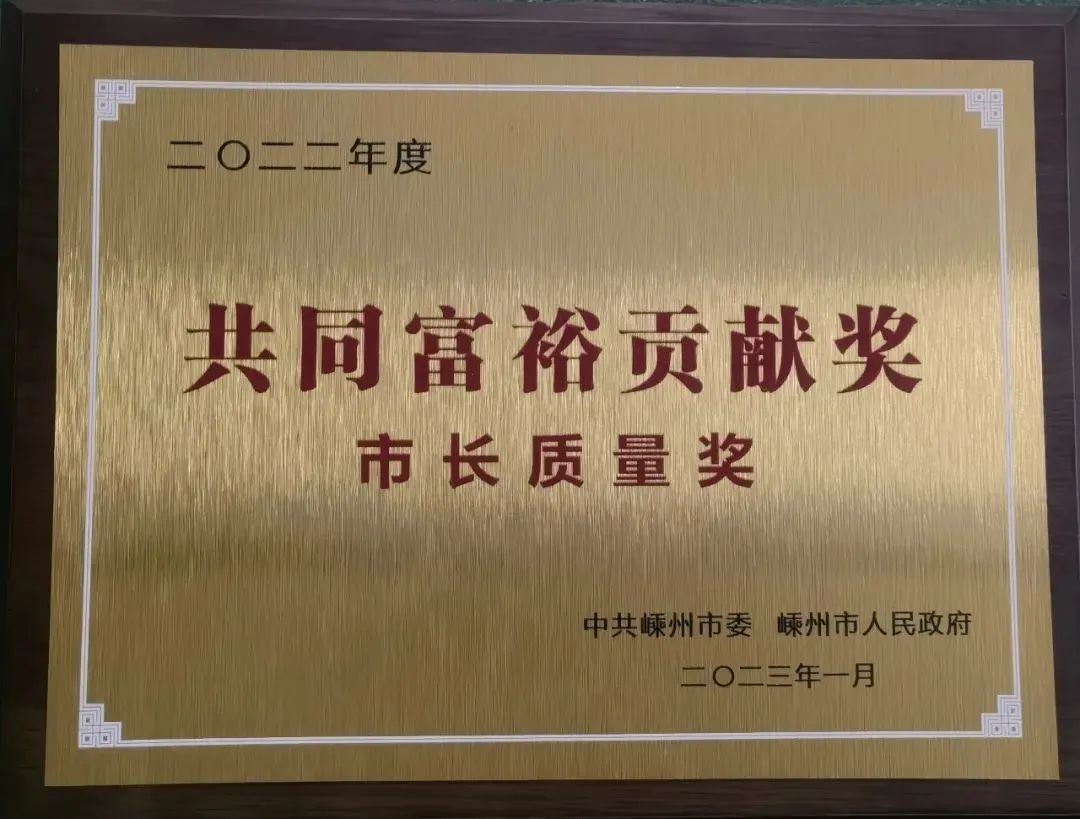 二〇二二年度
共同富裕贡献奖
市长质量奖
中共嵊州市委 嵊州市人民政府
二〇二三年一月